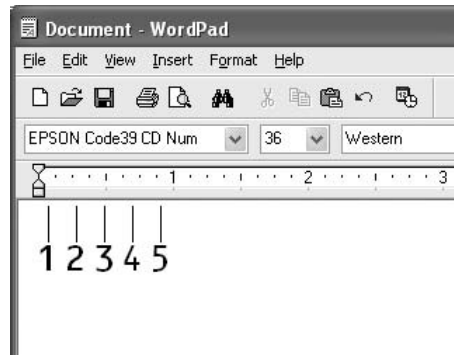 Document - WordPad
File Edit View Insert Format Help
EPSON Code39 CD Num 36 Western
1 2 3
1 2 3 4 5